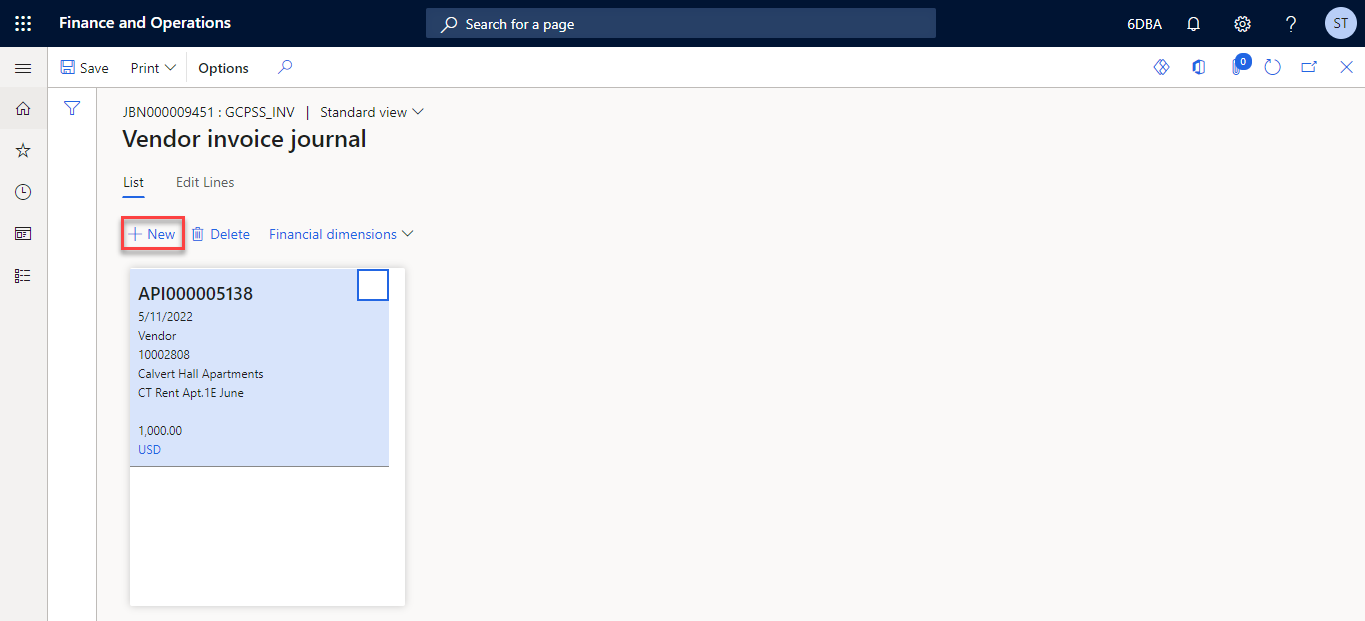 Finance and Operations
Search for a page
6DBA
ST
Save
Print
Options
0
JBN000009451 : GCPSS_INV | Standard view
Vendor invoice journal
List
Edit Lines
New
Delete
Financial dimensions
API000005138
5/11/2022
Vendor
10002808
Calvert Hall Apartments
CT Rent Apt.1E June
1,000.00
USD